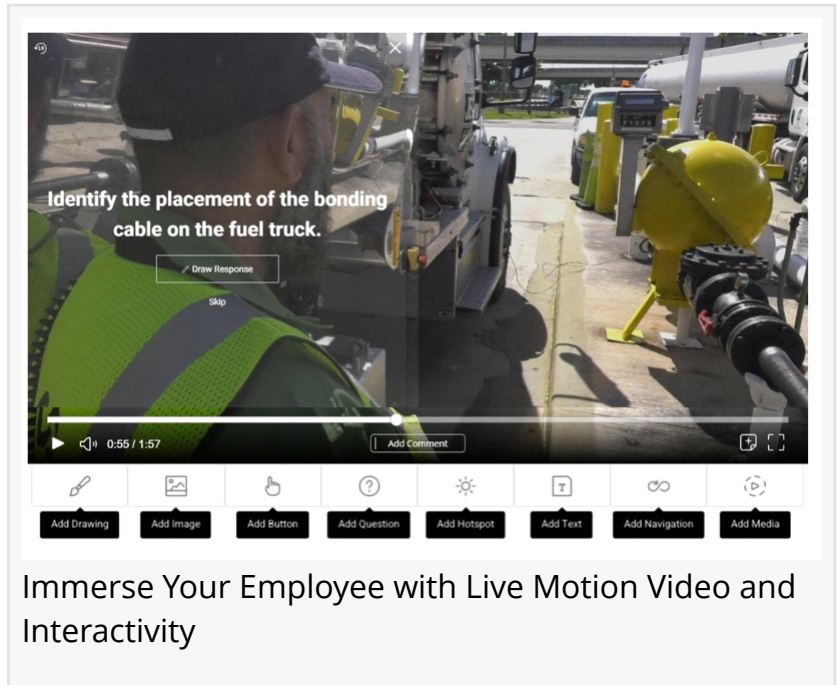 Identify the placement of the bonding
cable on the fuel truck.
Draw Response
Skip
0:55 / 1:57
Add Comment
Add Drawing
Add Image
Add Button
Add Question
Add Hotspot
Add Text
Add Navigation
Add Media
Immerse Your Employee with Live Motion Video and
Interactivity